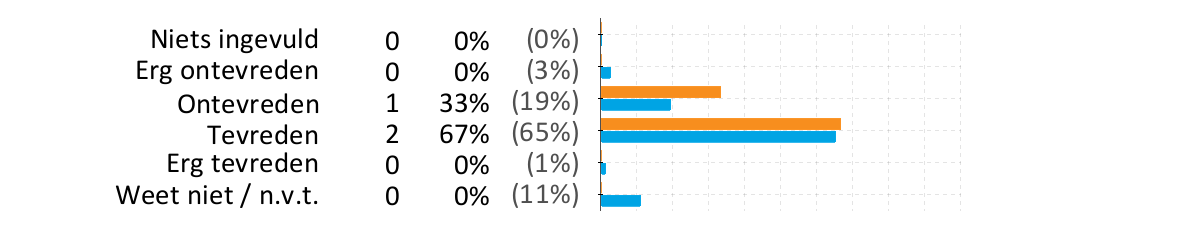 Niets ingevuld 0 0% (0%)
Erg ontevreden 0 0% (3%)
Ontevreden 1 33% (19%)
Tevreden 2 67% (65%)
Erg tevreden 0 0% (1%)
Weet niet / n.v.t. 0 0% (11%)